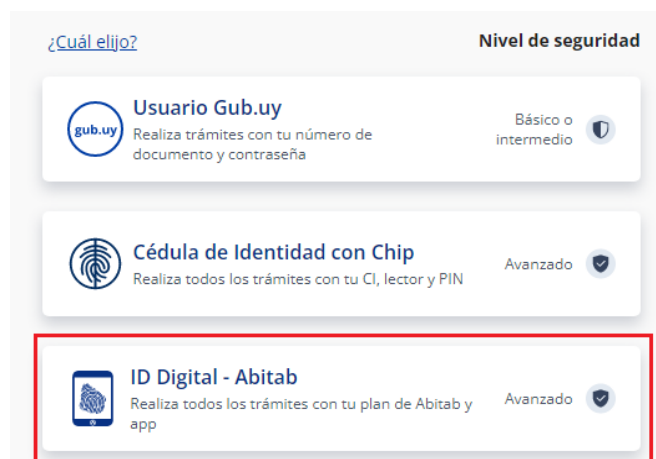 ¿Cuál elijo?
Nivel de seguridad
gub.uy
Usuario Gub.uy
Realiza trámites con tu número de
documento y contraseña
Básico o
intermedio
Cédula de Identidad con Chip
Realiza todos los trámites con tu CI, lector y PIN
Avanzado
ID Digital - Abitab
Realiza todos los trámites con tu plan de Abitab y
app
Avanzado